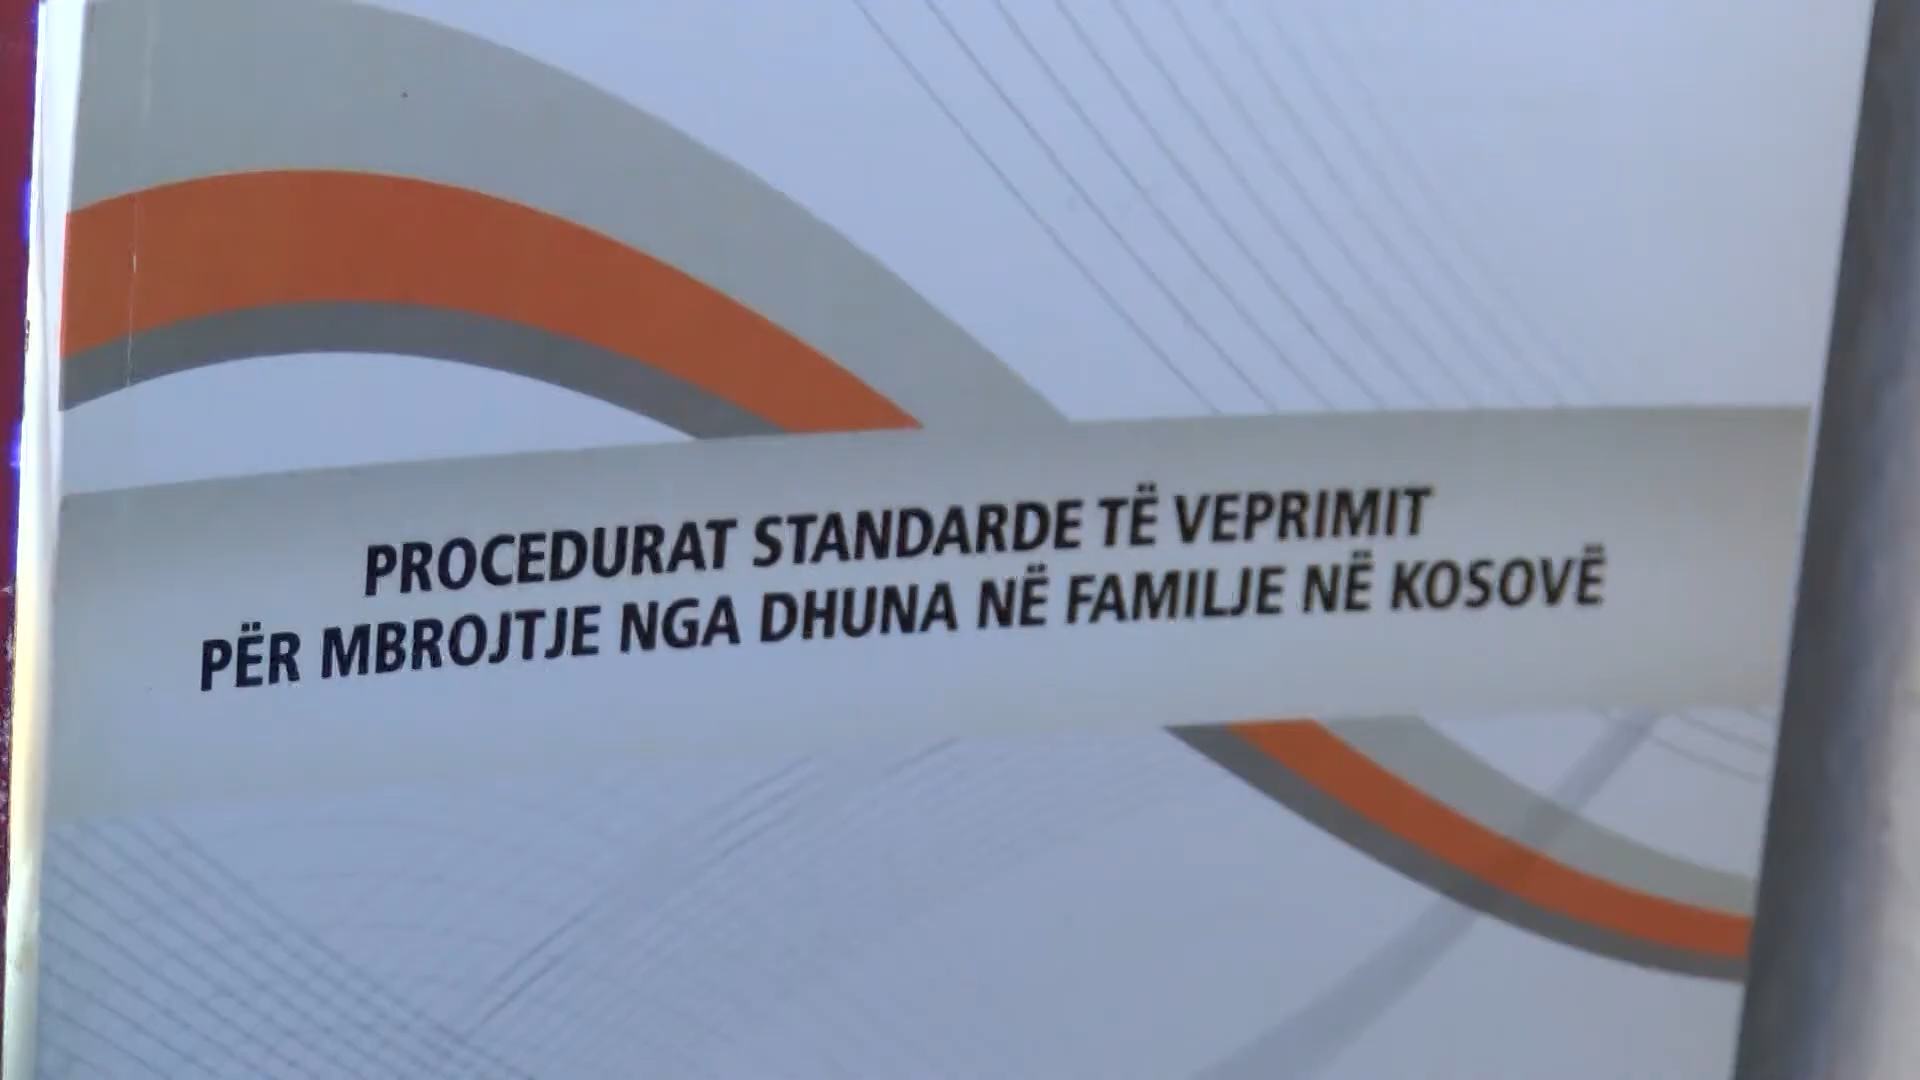 PROCEDURAT STANDARDE TË VEPRIMIT
PËR MBROJTJE NGA DHUNA NË FAMILJE NË KOSOVË